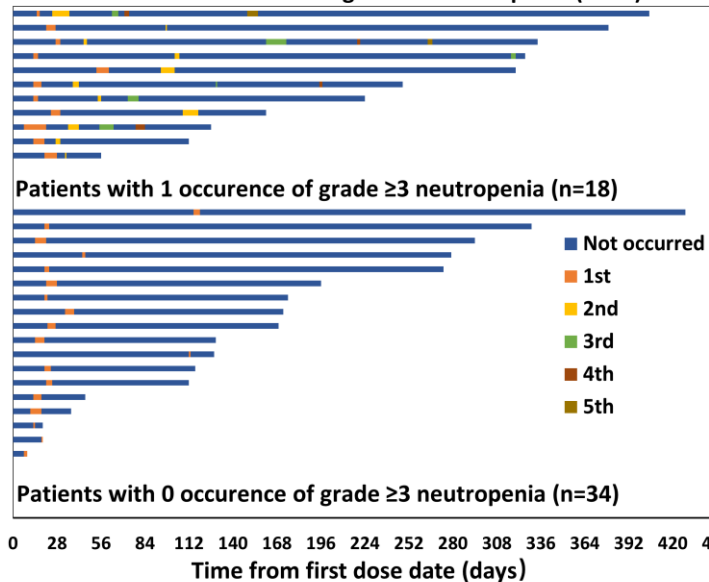 Patients with 1 occurence of grade ≥3 neutropenia (n=18)
Not occurred
1st
2nd
3rd
4th
5th
Patients with 0 occurence of grade ≥3 neutropenia (n=34)
0 28 56 84 112 140 168 196 224 252 280 308 336 364 392
Time from first dose date (days)